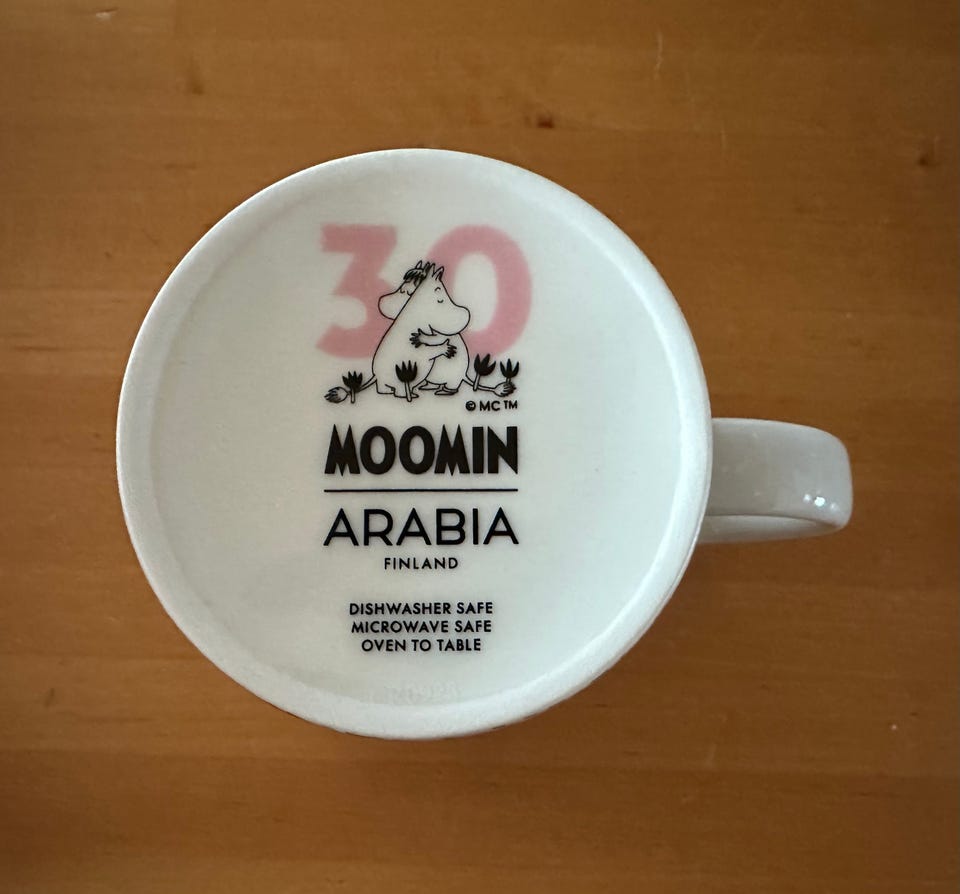 30
© MC ™
MOOMIN
ARABIA
FINLAND
DISHWASHER SAFE
MICROWAVE SAFE
OVEN TO TABLE